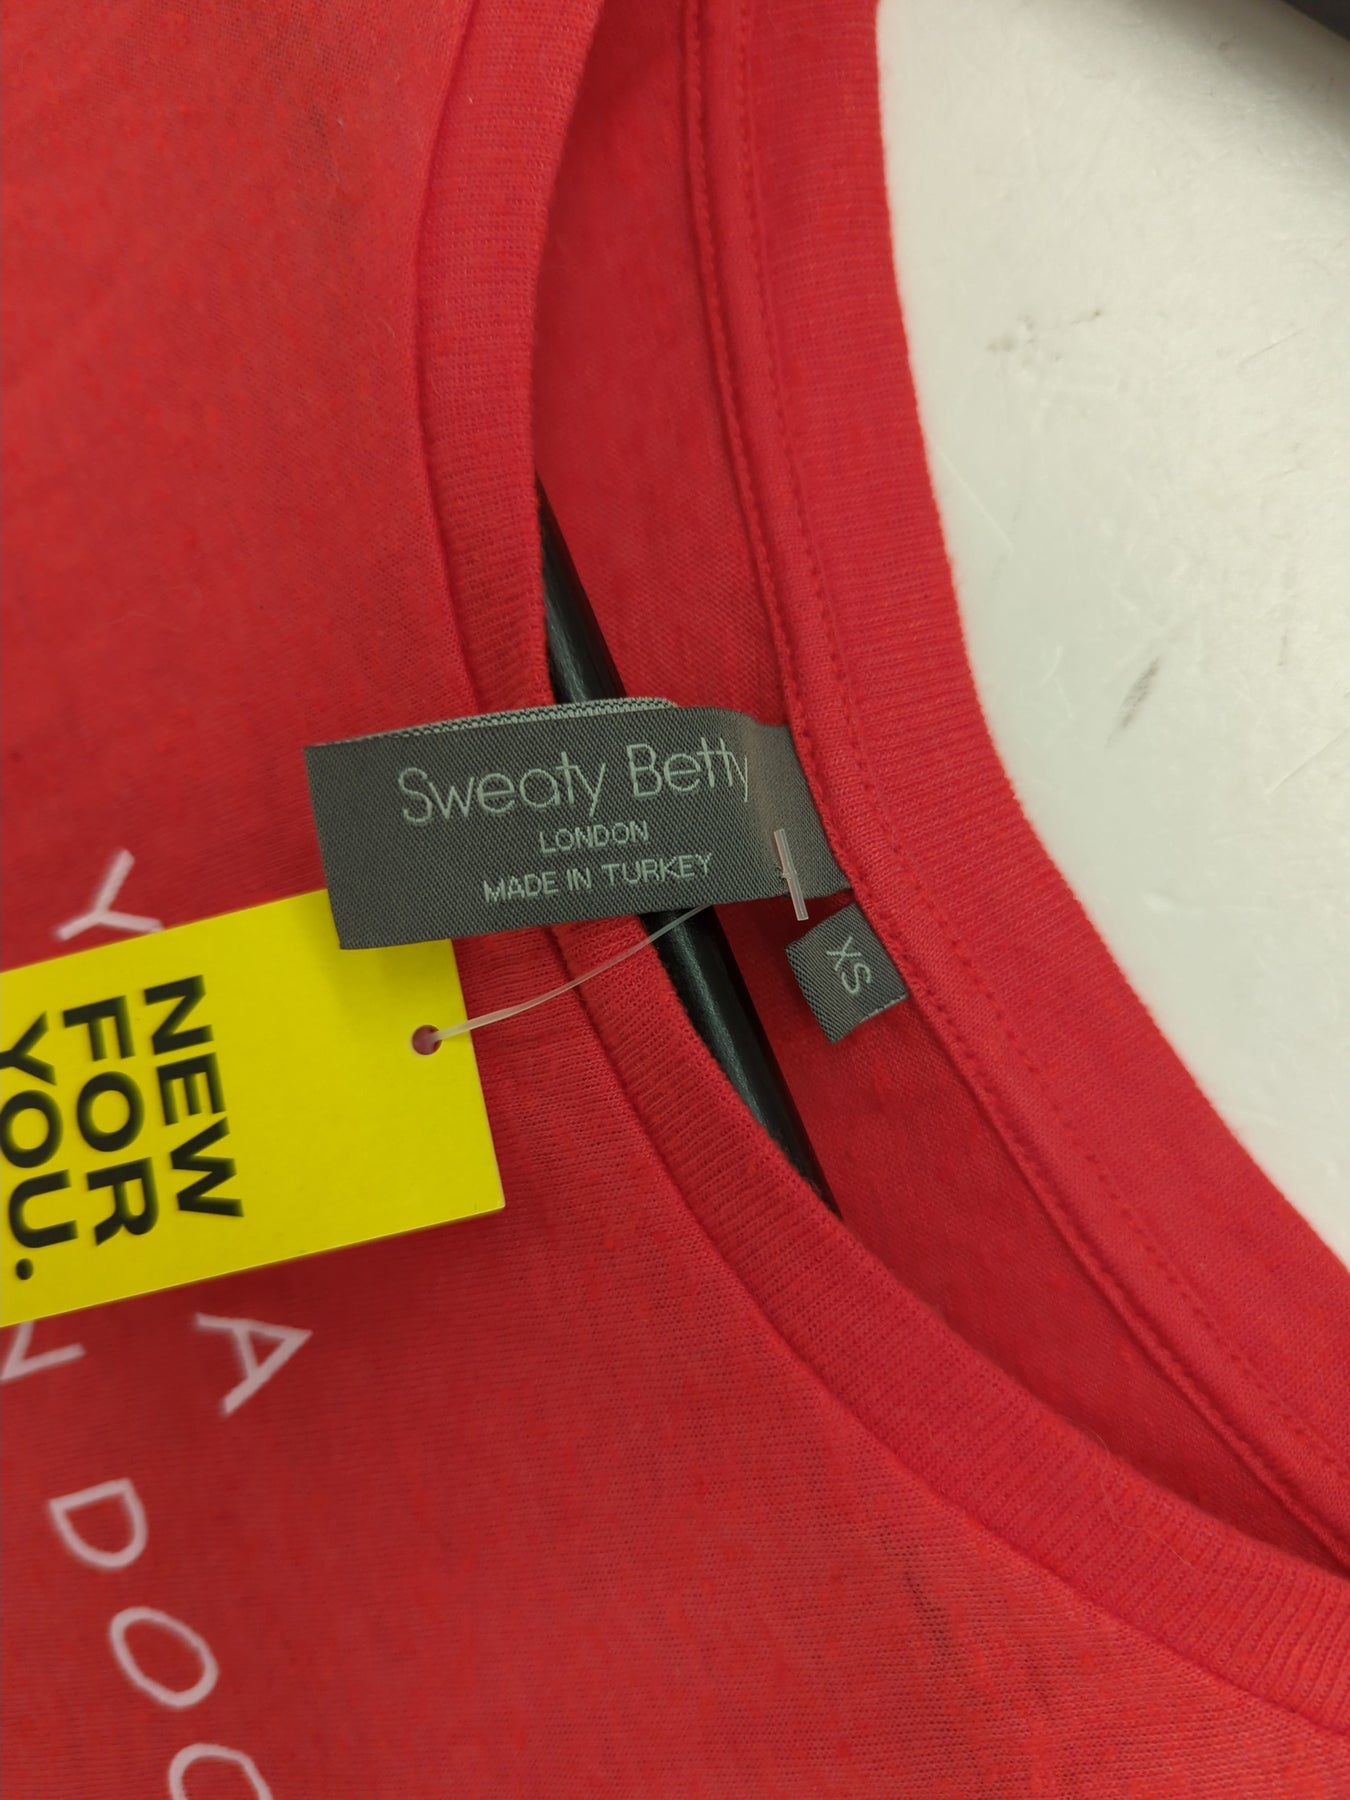 Sweaty Betty
LONDON
MADE IN TURKEY
XS
NEW
FOR
YOU.
A